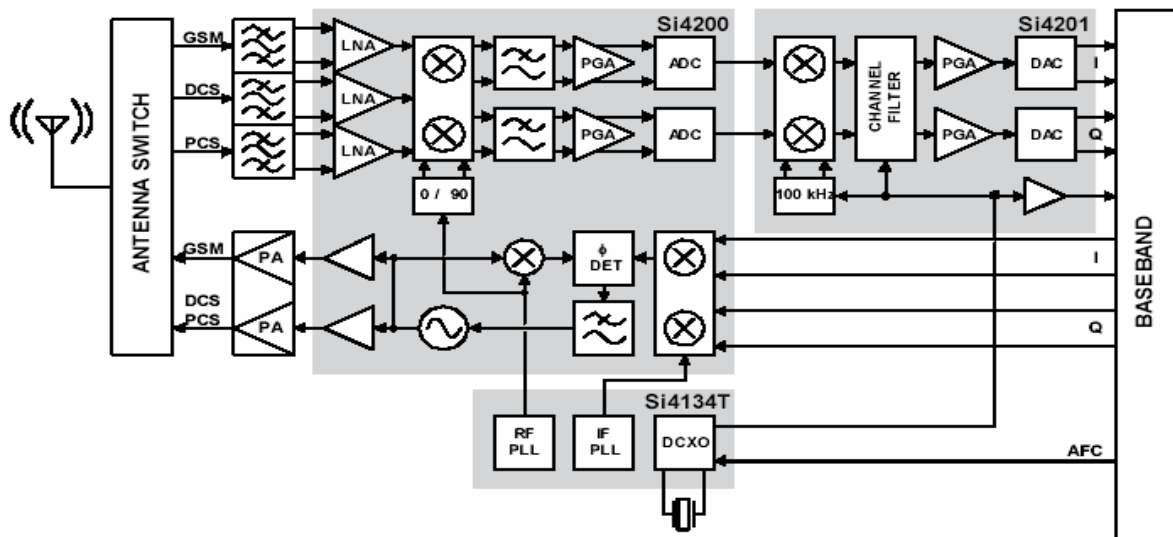 Si4200
Si4201
GSM
LNA
PGA
ADC
PGA
DAC
I
DCS
LNA
CHANNEL
FILTER
PCS
LNA
PGA
ADC
PGA
DAC
Q
0 / 90
100 kHz
ANTENNA SWITCH
BASEBAND
GSM
PA
ϕ
DET
I
DCS
PCS
PA
Q
Si4134T
RF
PLL
IF
PLL
DCXO
AFC